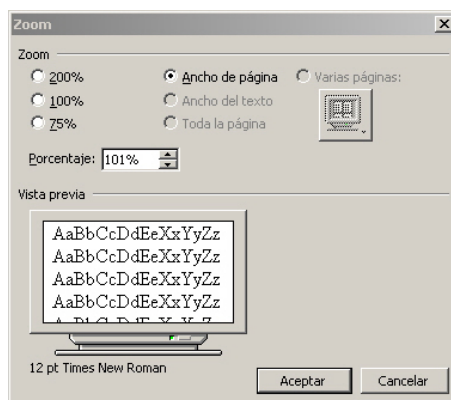 Zoom
Zoom
200%
Ancho de página
Varias páginas:
100%
Ancho del texto
75%
Toda la página
Porcentaje: 101%
Vista previa
AaBbCcDdEeXxYyZz
AaBbCcDdEeXxYyZz
AaBbCcDdEeXxYyZz
AaBbCcDdEeXxYyZz
12 pt Times New Roman
Aceptar
Cancelar